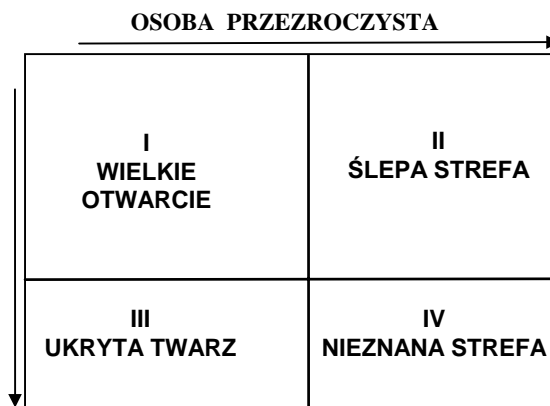 OSOBA PRZEZROCZYSTA
I
WIELKIE
OTWARCIE
II
ŚLEPA STREFA
III
UKRYTA TWARZ
IV
NIEZNANA STREFA